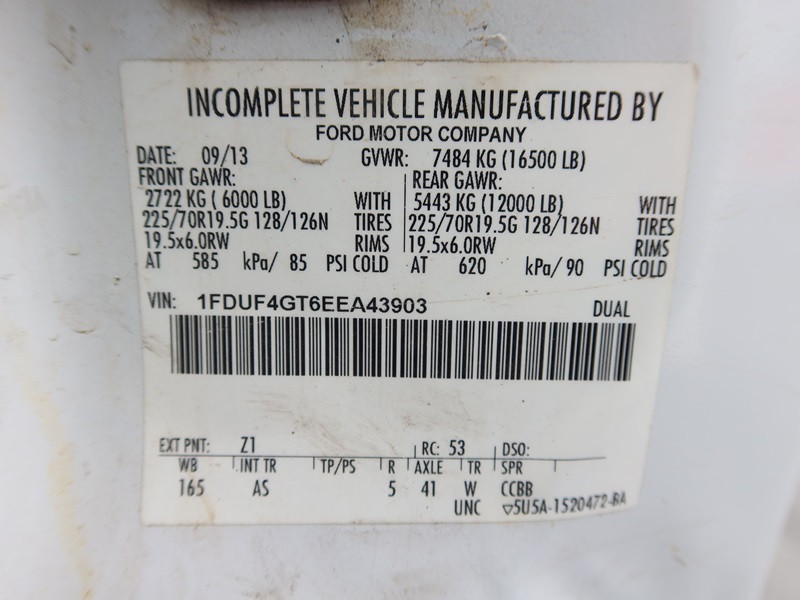 INCOMPLETE VEHICLE MANUFACTURED BY
FORD MOTOR COMPANY
DATE: 09/13 GVWR: 7484 KG (16500 LB)
FRONT GAWR: REAR GAWR:
2722 KG ( 6000 LB) WITH 5443 KG (12000 LB) WITH
225/70R19.5G 128/126N TIRES 225/70R19.5G 128/126N TIRES
19.5x6.0RW RIMS 19.5x6.0RW RIMS
AT 585 kPa/ 85 PSI COLD AT 620 kPa/ 90 PSI COLD
VIN: 1FDUF4GT6EEA43903 DUAL
EXT PNT: Z1 RC: 53 DSO:
WB INT TR TP/PS R AXLE TR SPR
165 AS 5 41 W CCBB
UNC ▽5U5A-1520472-BA